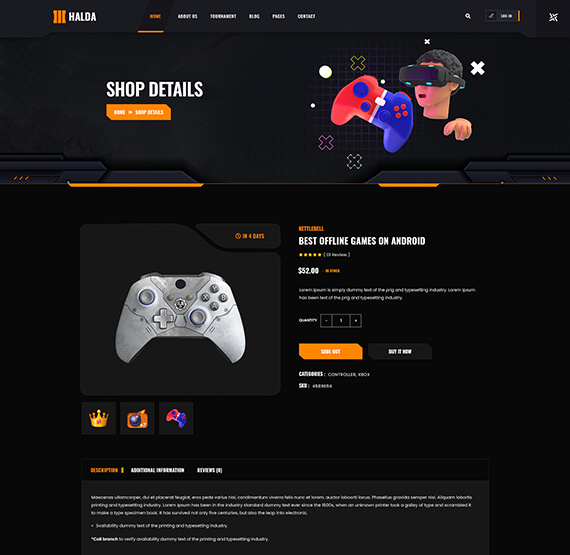 HALDA
HOME ABOUT US TOURNAMENT BLOG PAGES CONTACT LOG IN
SHOP DETAILS
HOME » SHOP DETAILS
IN 4 DAYS
KETTLEBELL
BEST OFFLINE GAMES ON ANDROID
( 01 Review )
$52.00 - IN STOCK
Lorem Ipsum is simply dummy text of the prig and typesetting industry. Lorem Ipsum
has been text of the prig and typesetting industry.
QUANTITY - 1 +
SODL OUT BUY IT NOW
CATEGORIES : CONTROLLER, XBOX
SKU : 4589654
DESCRIPTION ADDITIONAL INFORMATION REVIEWS (0)
Maecenas ullamcorper, dui et placerat feugiat, eros pede varius nisi, condimentum viverra felis nunc et lorem. auctor loborti locus. Phasellus gravida semper nisi. Aliquam lobortis
printing and typesetting industry. Lorem Ipsum has been in the industry standard dummy text ever since the 1500s, when an unknown printer took a galley of type and scrambled it
to make a type specimen book. It has survived not only five centuries, but also the leap into electronic.
Svailability dummy text of the printing and typesetting industry.
*Call branch to verify availability dummy text of the printing and typesetting industry.